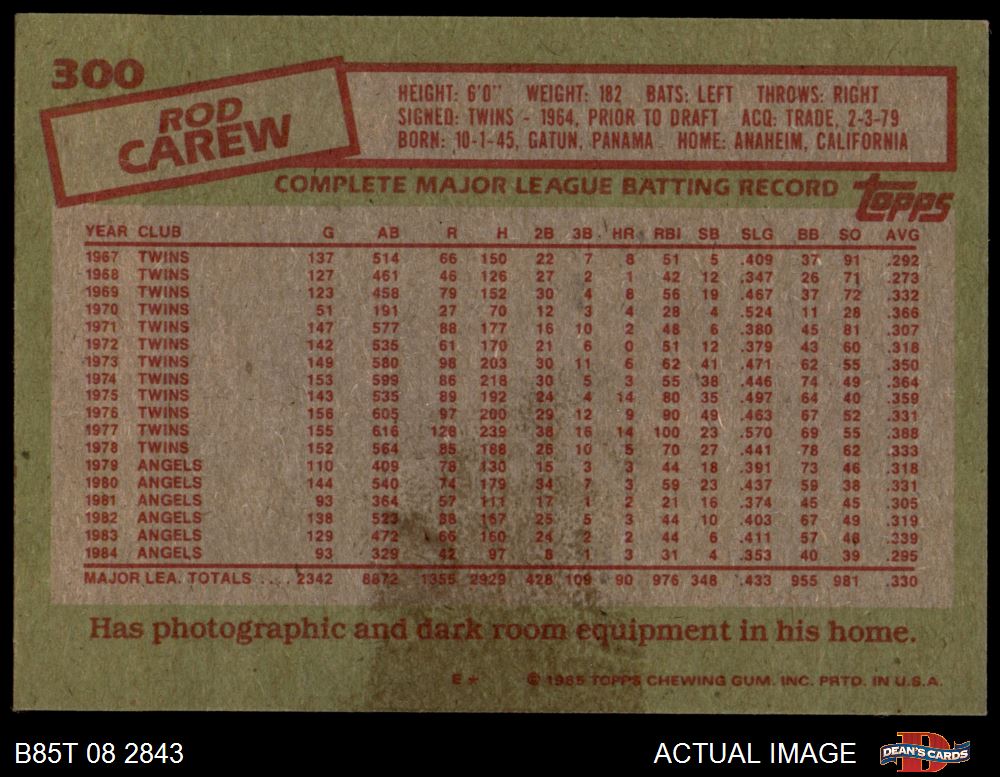 300
ROD
CAREW
HEIGHT: 6'0" WEIGHT: 182 BATS: LEFT THROWS: RIGHT
SIGNED: TWINS - 1964, PRIOR TO DRAFT ACQ: TRADE, 2-3-79
BORN: 10-1-45, GATUN, PANAMA HOME: ANAHEIM, CALIFORNIA
COMPLETE MAJOR LEAGUE BATTING RECORD
topps
YEAR CLUB G AB R H 2B 3B HR RBI SB SLG BB SO AVG
1967 TWINS 137 514 66 150 22 7 8 51 5 .409 37 91 .292
1968 TWINS 127 461 46 126 27 2 1 42 12 .347 26 71 .273
1969 TWINS 123 458 79 152 30 4 8 56 19 .467 37 72 .332
1970 TWINS 51 191 27 70 12 3 4 28 4 .524 11 28 .366
1971 TWINS 147 577 88 177 16 10 2 48 6 .380 45 81 .307
1972 TWINS 142 535 61 170 21 6 0 51 12 .379 43 60 .318
1973 TWINS 149 580 98 203 30 11 6 62 41 .471 62 55 .350
1974 TWINS 153 599 86 218 30 5 3 55 38 .446 74 49 .364
1975 TWINS 143 535 89 192 24 4 14 80 35 .497 64 40 .359
1976 TWINS 156 605 97 200 29 12 9 90 49 .463 67 52 .331
1977 TWINS 155 616 128 239 38 16 14 100 23 .570 69 55 .388
1978 TWINS 152 564 85 188 26 10 5 70 27 .441 78 62 .333
1979 ANGELS 110 409 78 130 15 3 3 44 18 .391 73 46 .318
1980 ANGELS 144 540 74 179 34 7 3 59 23 .437 59 38 .331
1981 ANGELS 93 364 57 111 17 1 2 21 16 .374 45 45 .305
1982 ANGELS 138 523 88 167 25 5 3 44 10 .403 67 49 .319
1983 ANGELS 129 472 66 160 24 2 2 44 6 .411 57 48 .339
1984 ANGELS 93 329 42 97 8 1 3 31 4 .353 40 39 .295
MAJOR LEA. TOTALS .... 2342 8872 1355 2929 428 109 90 976 348 .433 955 981 .330
Has photographic and dark room equipment in his home.
E* © 1985 TOPPS CHEWING GUM. INC. PRTD. IN U.S.A.
B85T 08 2843 ACTUAL IMAGE DEAN'S CARDS